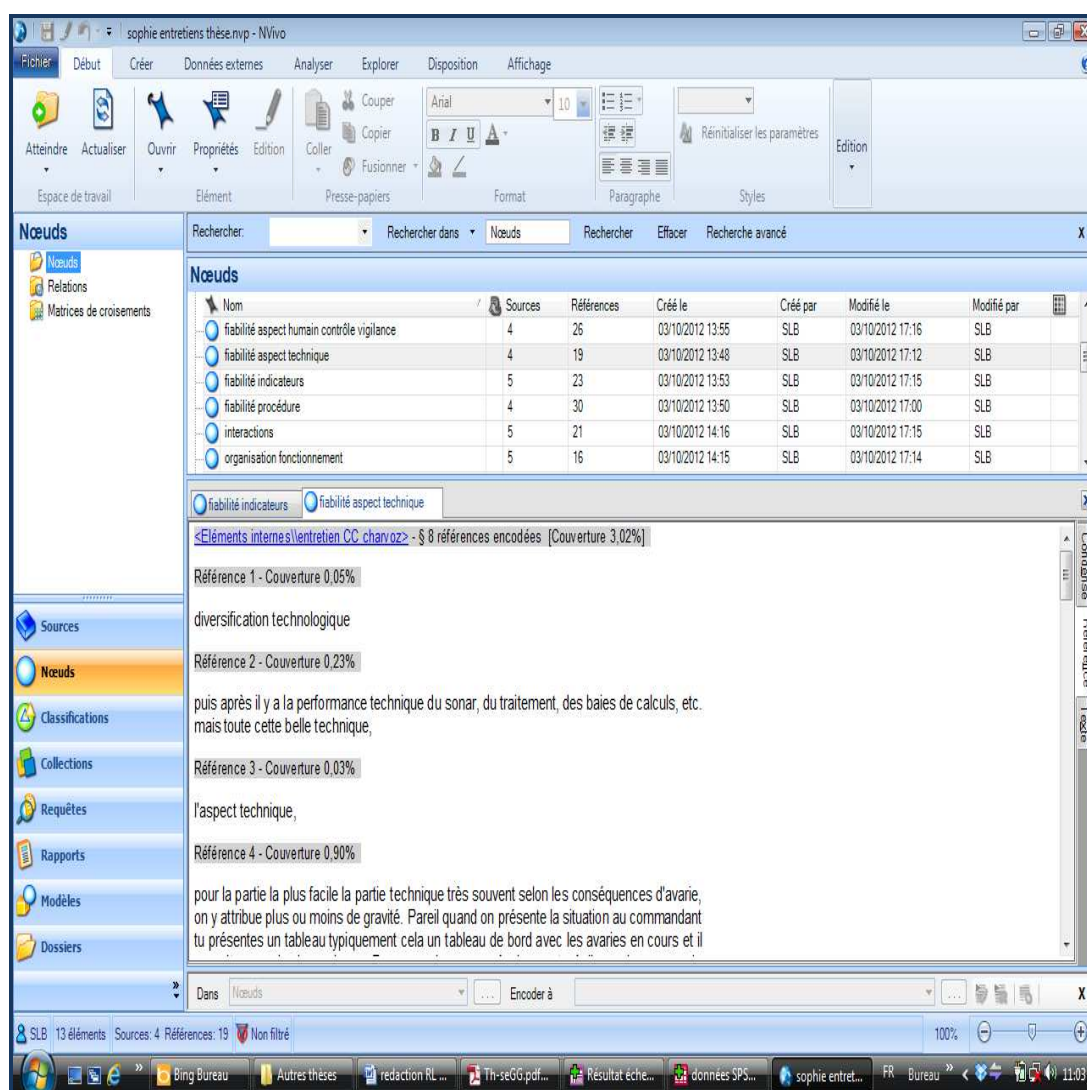 sophie entretiens thèse.nvp - NVivo
Fichier Début Créer Données externes Analyser Explorer Disposition Affichage
Atteindre Actualiser Ouvrir Propriétés Edition Coller Couper Copier Fusionner
Arial 10 B I U A Réinitialiser les paramètres Edition
Espace de travail Elément Presse-papiers Format Paragraphe Styles
Nœuds
Nœuds
Relations
Matrices de croisements
Rechercher: Rechercher dans Nœuds Rechercher Effacer Recherche avancé X
Nœuds
Nom Sources Références Créé le Créé par Modifié le Modifié par
fiabilité aspect humain contrôle vigilance 4 26 03/10/2012 13:55 SLB 03/10/2012 17:16 SLB
fiabilité aspect technique 4 19 03/10/2012 13:48 SLB 03/10/2012 17:12 SLB
fiabilité indicateurs 5 23 03/10/2012 13:53 SLB 03/10/2012 17:15 SLB
fiabilité procédure 4 30 03/10/2012 13:50 SLB 03/10/2012 17:00 SLB
interactions 5 21 03/10/2012 14:16 SLB 03/10/2012 17:15 SLB
organisation fonctionnement 5 16 03/10/2012 14:15 SLB 03/10/2012 17:14 SLB
fiabilité indicateurs fiabilité aspect technique
<Eléments internes\\entretien CC charvoz> - § 8 références encodées [Couverture 3,02%]
Référence 1 - Couverture 0,05%
diversification technologique
Référence 2 - Couverture 0,23%
puis après il y a la performance technique du sonar, du traitement, des baies de calculs, etc.
mais toute cette belle technique,
Référence 3 - Couverture 0,03%
l'aspect technique,
Référence 4 - Couverture 0,90%
pour la partie la plus facile la partie technique très souvent selon les conséquences d'avarie,
on y attribue plus ou moins de gravité. Pareil quand on présente la situation au commandant
tu présentes un tableau typiquement cela un tableau de bord avec les avaries en cours et il
Référence
Texte
Sources
Nœuds
Classifications
Collections
Requêtes
Rapports
Modèles
Dossiers
Dans Nœuds ... Encoder à ... X
SLB 13 éléments Sources: 4 Références: 19 Non filtré 100%
Bing Bureau Autres thèses redaction RL ... Th-seGG.pdf... Résultat éche... données SPS... sophie entret... FR Bureau 11:03